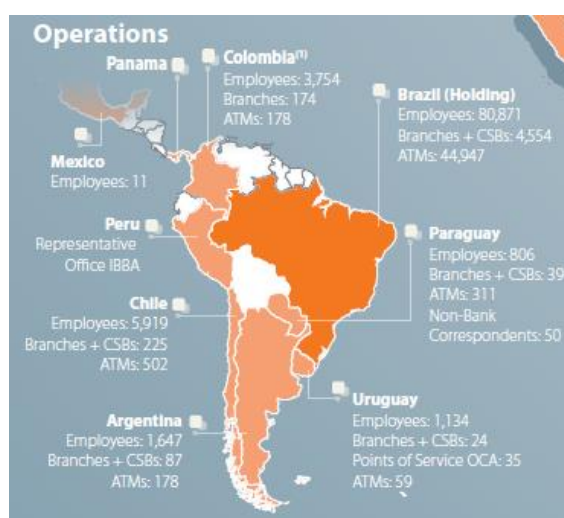 Operations
Panama
Colombia(1)
Employees: 3,754
Branches: 174
ATMs: 178
Brazil (Holding)
Employees: 80,871
Branches + CSBs: 4,554
ATMs: 44,947
Mexico
Employees: 11
Peru
Representative
Office IBBA
Paraguay
Employees: 806
Branches + CSBs: 39
ATMs: 311
Non-Bank
Correspondents: 50
Chile
Employees: 5,919
Branches + CSBs: 225
ATMs: 502
Uruguay
Employees: 1,134
Branches + CSBs: 24
Points of Service OCA: 35
ATMs: 59
Argentina
Employees: 1,647
Branches + CSBs: 87
ATMs: 178